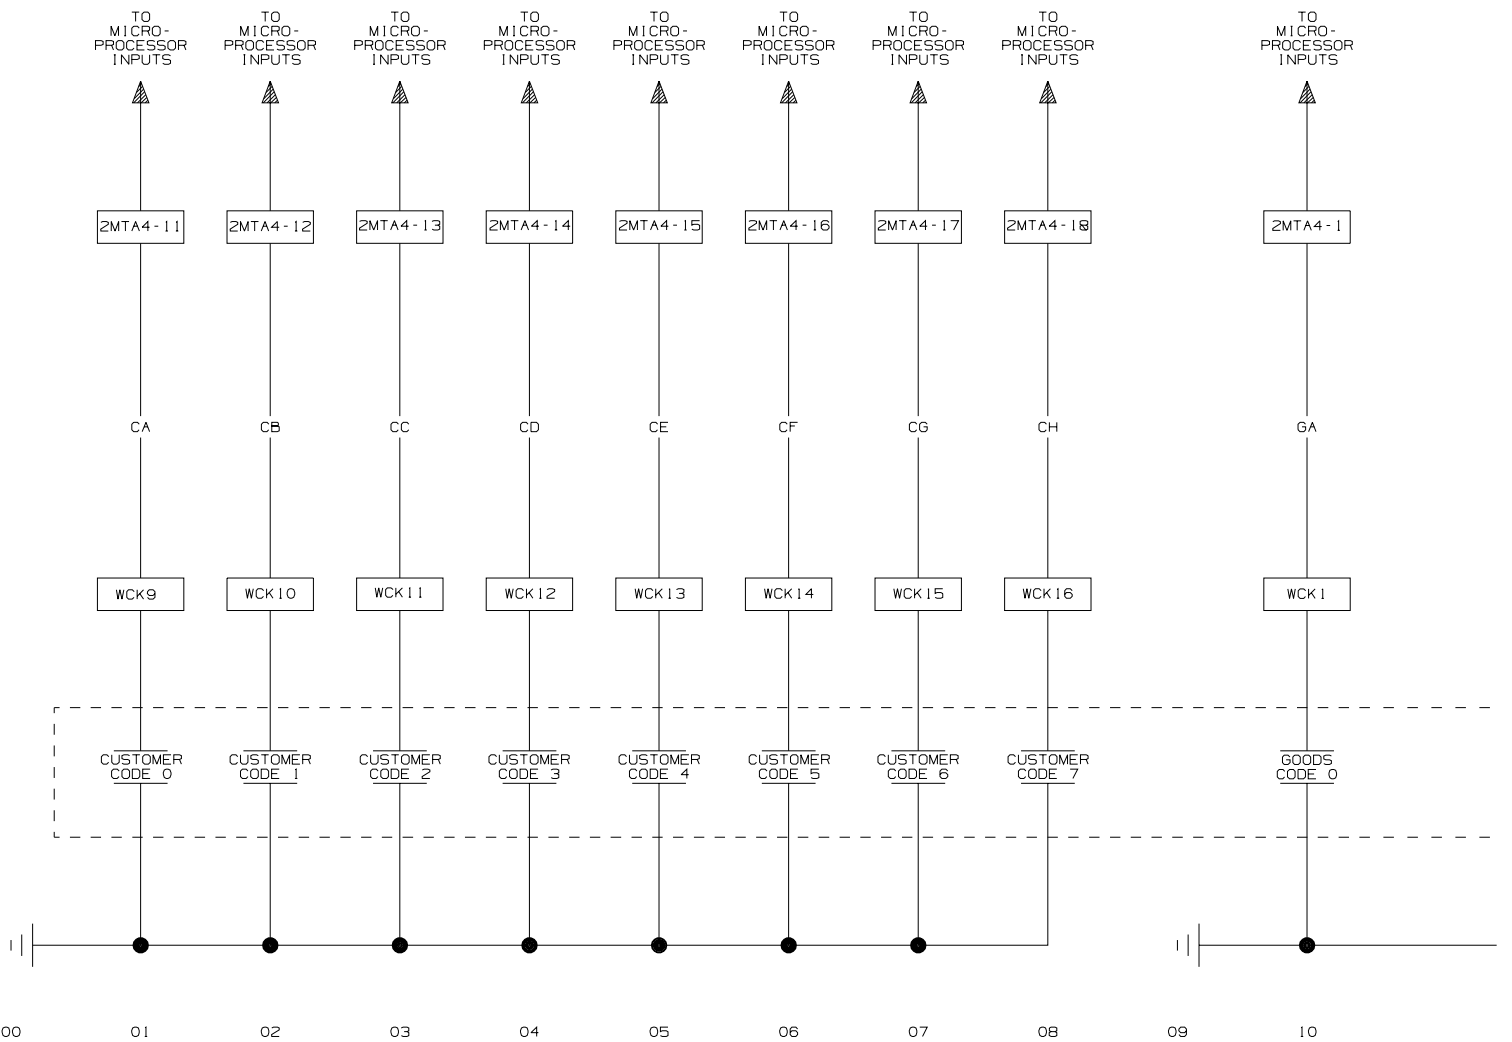 TO TO TO TO TO TO TO TO TO
MICRO- MICRO- MICRO- MICRO- MICRO- MICRO- MICRO- MICRO- MICRO-
PROCESSOR PROCESSOR PROCESSOR PROCESSOR PROCESSOR PROCESSOR PROCESSOR PROCESSOR PROCESSOR
INPUTS INPUTS INPUTS INPUTS INPUTS INPUTS INPUTS INPUTS INPUTS
2MTA4-11 2MTA4-12 2MTA4-13 2MTA4-14 2MTA4-15 2MTA4-16 2MTA4-17 2MTA4-18 2MTA4-1
CA CB CC CD CE CF CG CH GA
WCK9 WCK10 WCK11 WCK12 WCK13 WCK14 WCK15 WCK16 WCK1
CUSTOMER CUSTOMER CUSTOMER CUSTOMER CUSTOMER CUSTOMER CUSTOMER CUSTOMER GOODS
CODE 0 CODE 1 CODE 2 CODE 3 CODE 4 CODE 5 CODE 6 CODE 7 CODE 0
00 01 02 03 04 05 06 07 08 09 10